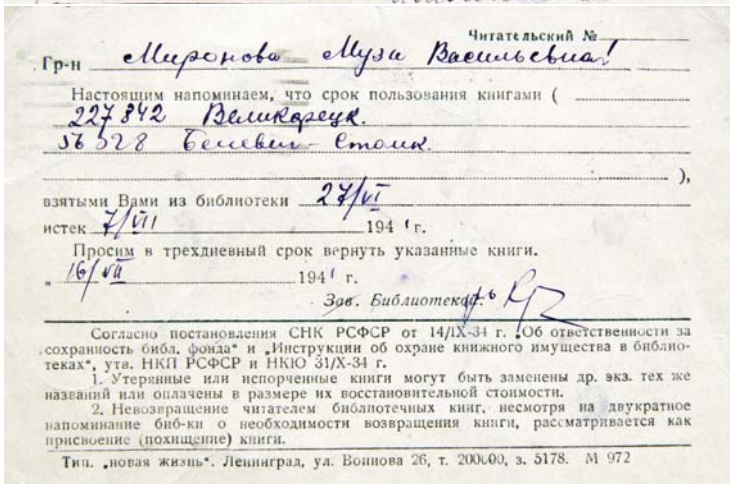 Читательский №
Гр-н Миронова Муза Васильевна!
Настоящим напоминаем, что срок пользования книгами (
227842 Великорецк.
56528 Белевич-Стошк.
),
взятыми Вами из библиотеки 27/VI
истек 7/VII 1941 г.
Просим в трехдневный срок вернуть указанные книги.
„ 16/VII 1941 г.
Зав. Библиотекой
Согласно постановления СНК РСФСР от 14/IX-34 г. „Об ответственности за
сохранность библ. фонда" и „Инструкции об охране книжного имущества в библио-
теках", утв. НКП РСФСР и НКЮ 31/X-34 г.
1. Утерянные или испорченные книги могут быть заменены др. экз. тех же
названий или оплачены в размере их восстановительной стоимости.
2. Невозвращение читателем библиотечных книг, несмотря на двукратное
напоминание биб-ки о необходимости возвращения книги, рассматривается как
присвоение (похищение) книги.
Тип. „новая жизнь". Ленинград, ул. Воинова 26, т. 200000, з. 5178. М 972